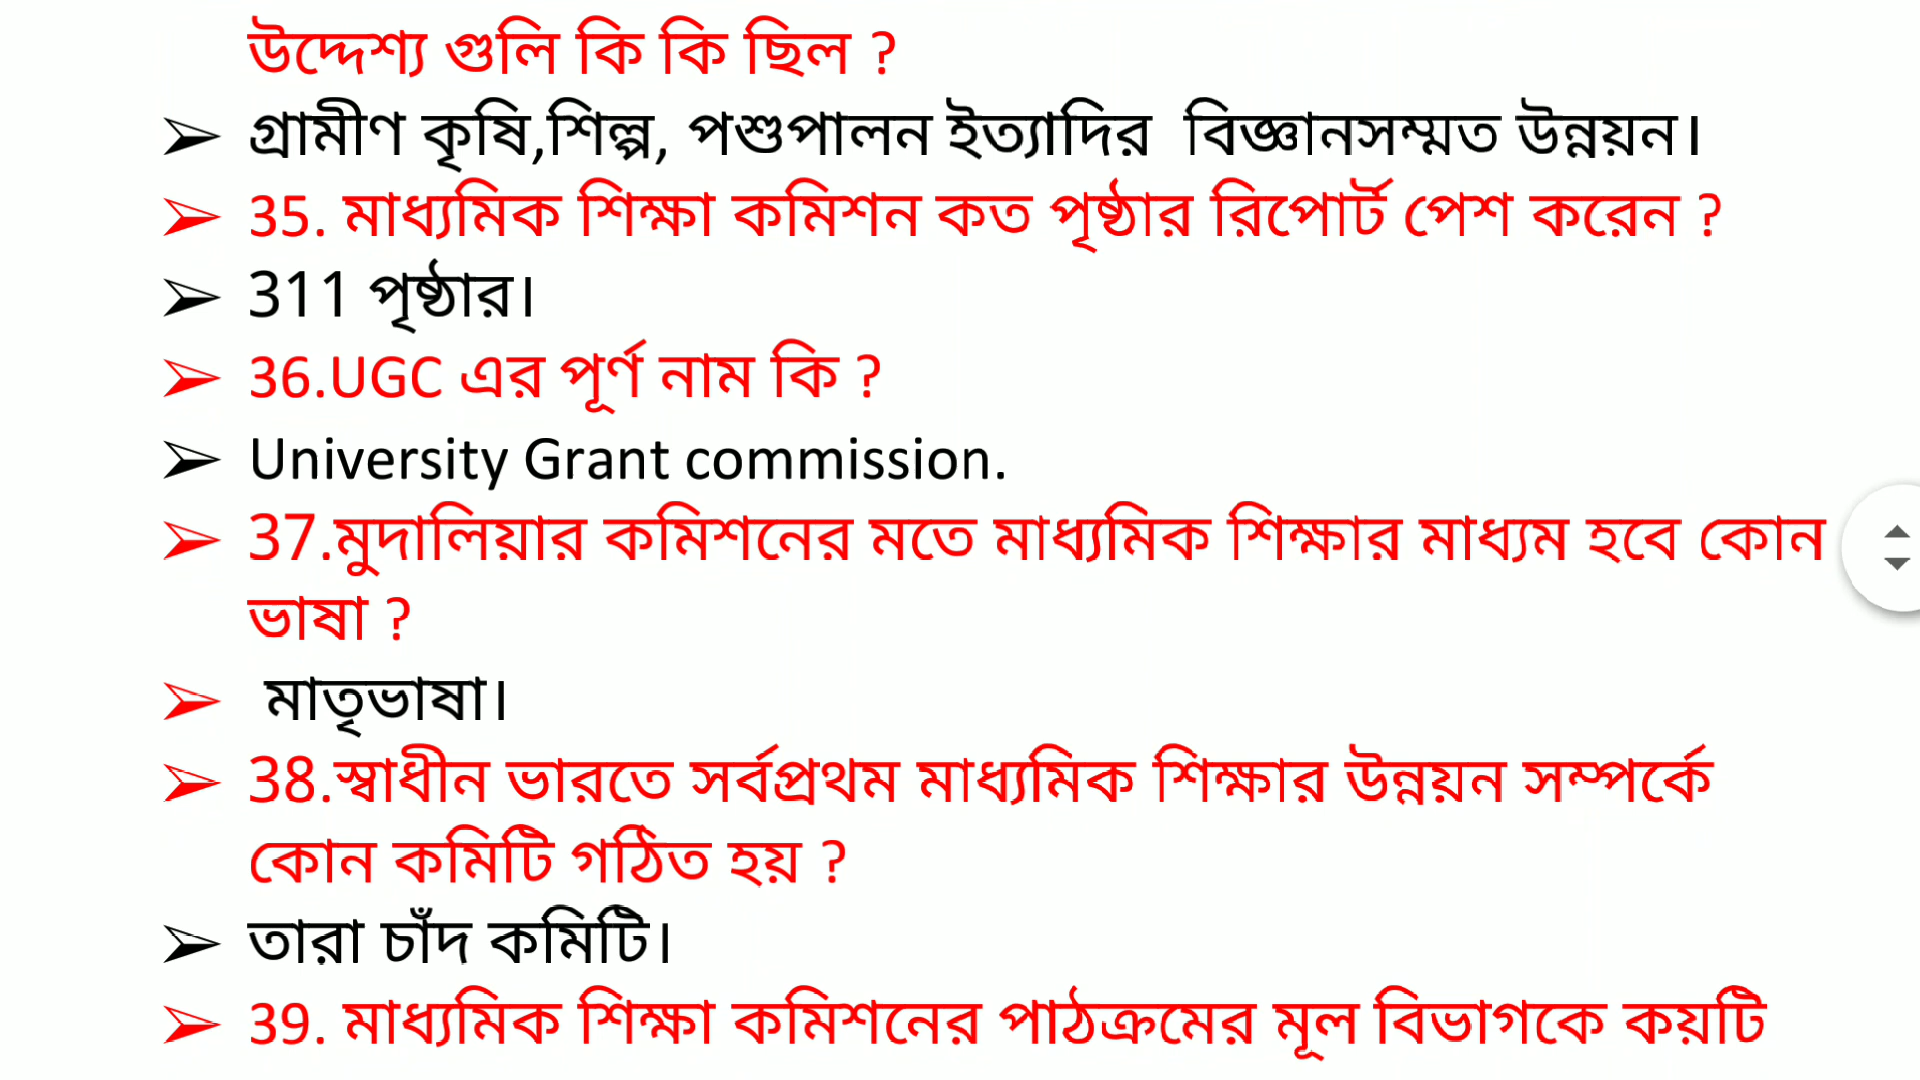 উদ্দেশ্য গুলি কি কি ছিল ?
➢ গ্রামীণ কৃষি,শিল্প, পশুপালন ইত্যাদির বিজ্ঞানসম্মত উন্নয়ন।
➢ 35. মাধ্যমিক শিক্ষা কমিশন কত পৃষ্ঠার রিপোর্ট পেশ করেন ?
➢ 311 পৃষ্ঠার।
➢ 36.UGC এর পূর্ণ নাম কি ?
➢ University Grant commission.
➢ 37.মুদালিয়ার কমিশনের মতে মাধ্যমিক শিক্ষার মাধ্যম হবে কোন
ভাষা ?
➢ মাতৃভাষা।
➢ 38.স্বাধীন ভারতে সর্বপ্রথম মাধ্যমিক শিক্ষার উন্নয়ন সম্পর্কে
কোন কমিটি গঠিত হয় ?
➢ তারা চাঁদ কমিটি।
➢ 39. মাধ্যমিক শিক্ষা কমিশনের পাঠক্রমের মূল বিভাগকে কয়টি